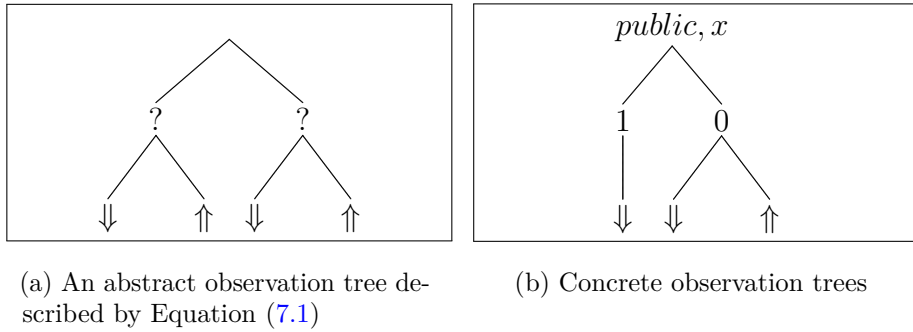 public, x
? ?
1 0
⇓ ⇑ ⇓ ⇑
⇓ ⇓ ⇑
(a) An abstract observation tree de-
scribed by Equation (7.1)
(b) Concrete observation trees